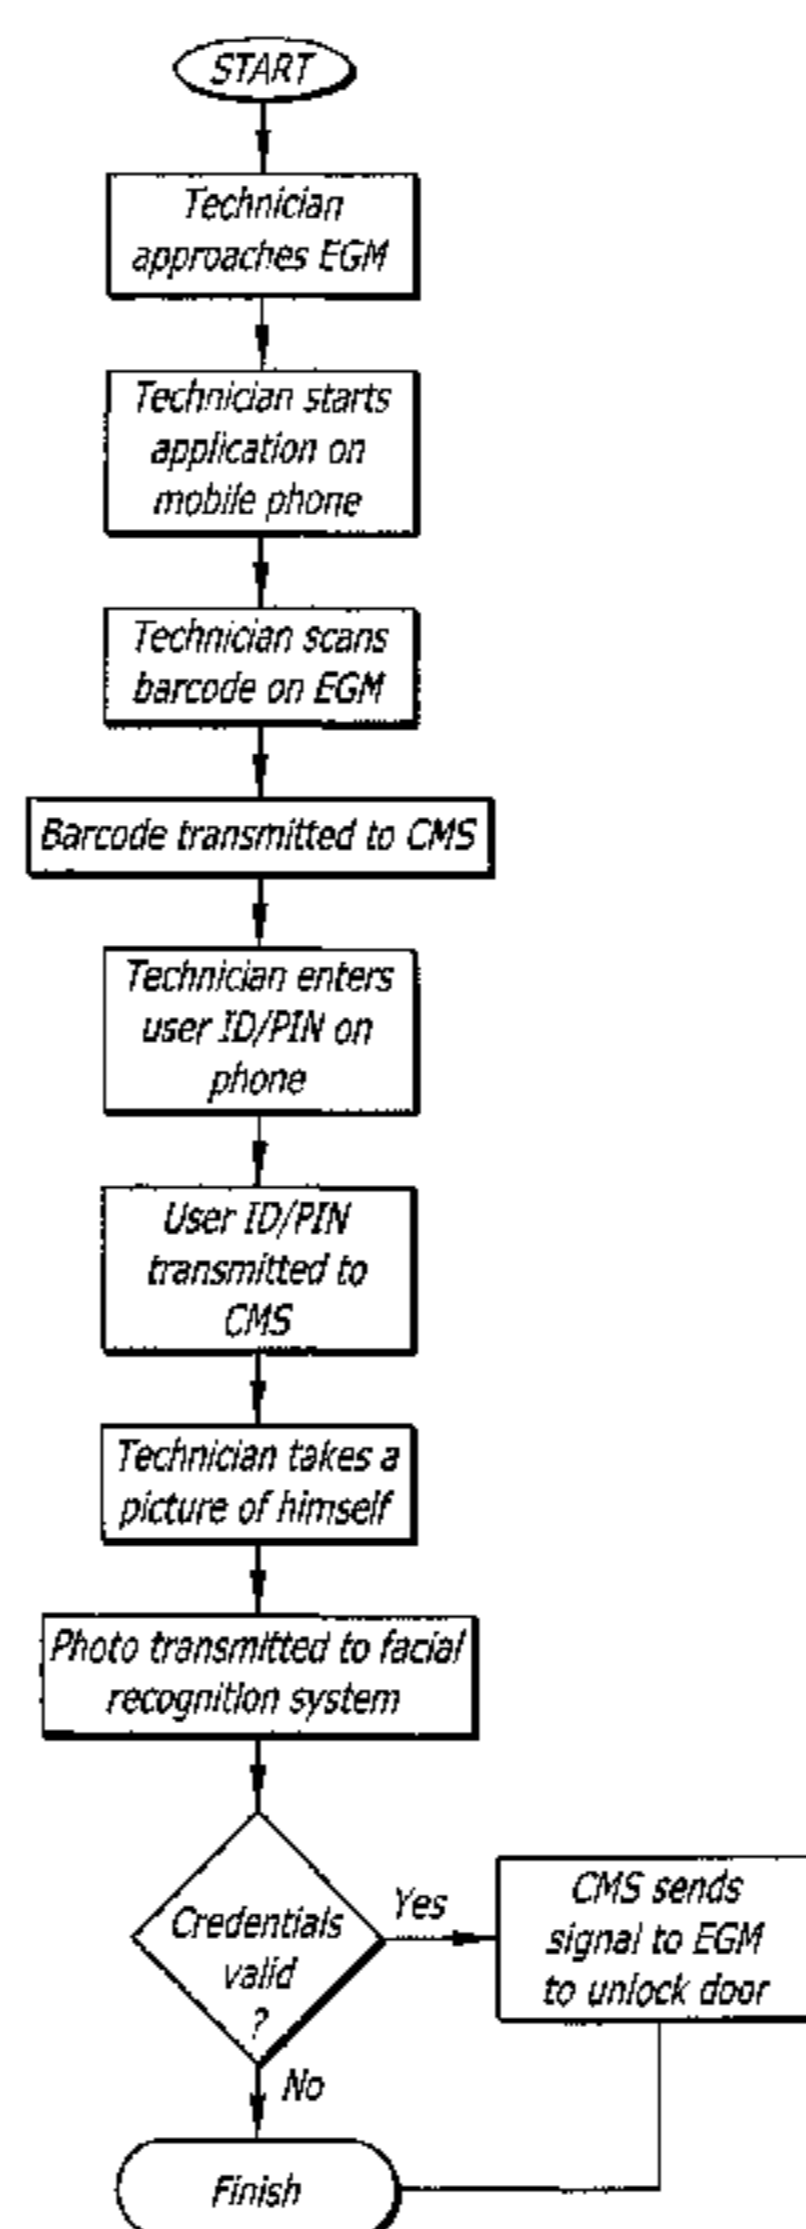 START
Technician
approaches EGM
Technician starts
application on
mobile phone
Technician scans
barcode on EGM
Barcode transmitted to CMS
Technician enters
user ID/PIN on
phone
User ID/PIN
transmitted to
CMS
Technician takes a
picture of himself
Photo transmitted to facial
recognition system
Credentials
valid
?
Yes
CMS sends
signal to EGM
to unlock door
No
Finish